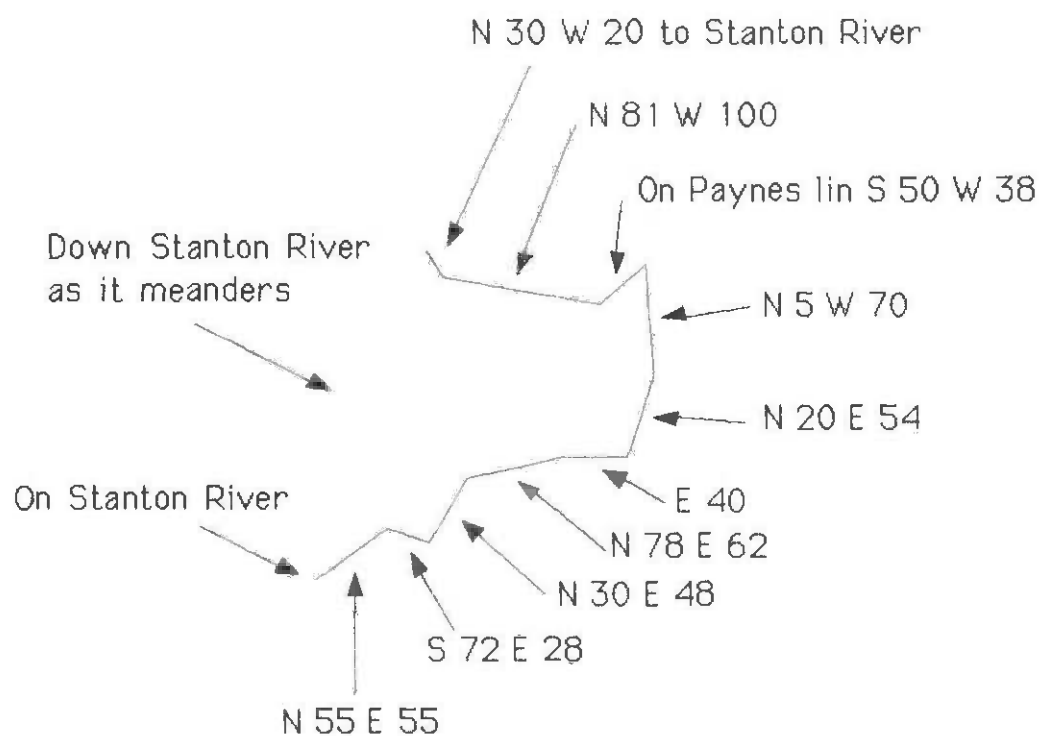 N 30 W 20 to Stanton River
N 81 W 100
On Paynes lin S 50 W 38
Down Stanton River
as it meanders
N 5 W 70
N 20 E 54
On Stanton River
E 40
N 78 E 62
N 30 E 48
S 72 E 28
N 55 E 55